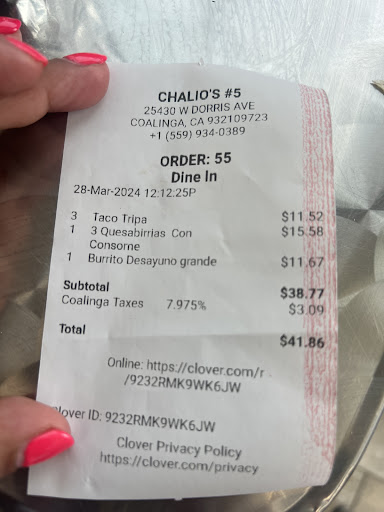 CHALIO'S #5
25430 W DORRIS AVE
COALINGA, CA 932109723
+1 (559) 934-0389
ORDER: 55
Dine In
28-Mar-2024 12:12:25P
3 Taco Tripa $11.52
1 3 Quesabirrias Con $15.58
Consome
1 Burrito Desayuno grande $11.67
Subtotal $38.77
Coalinga Taxes 7.975% $3.09
Total $41.86
Online: https://clover.com/r
/9232RMK9WK6JW
lover ID: 9232RMK9WK6JW
Clover Privacy Policy
https://clover.com/privacy